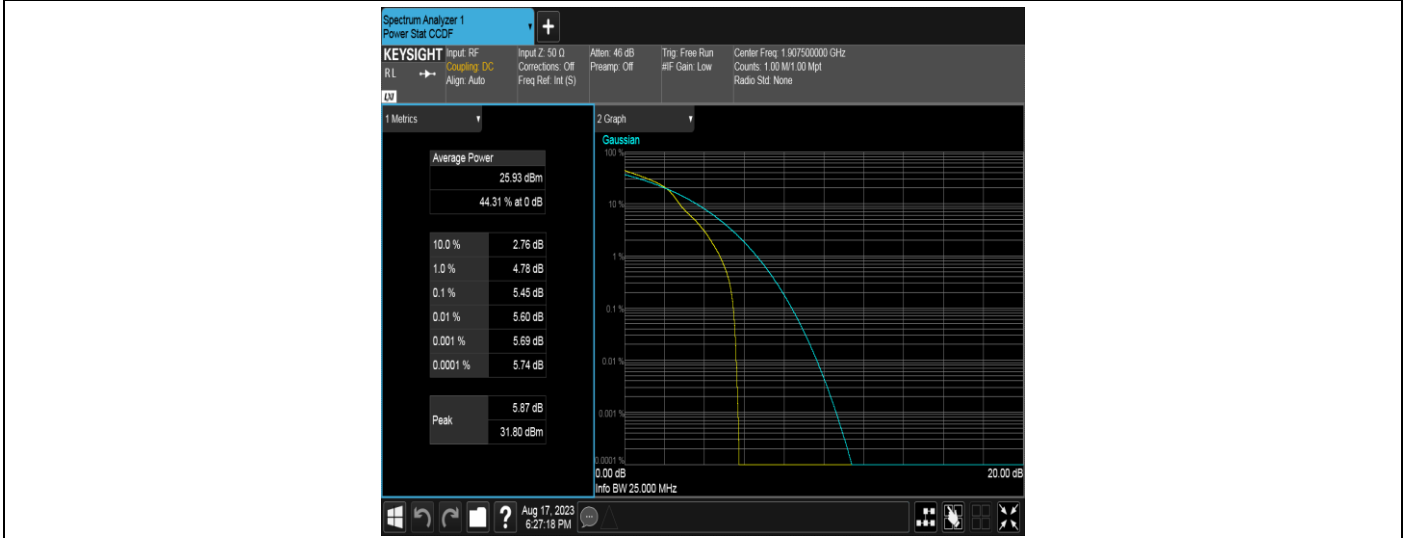 Spectrum Analyzer 1
Power Stat CCDF
+
KEYSIGHT
RL
LXI
Input: RF
Coupling: DC
Align: Auto
Input Z: 50 Ω
Corrections: Off
Freq Ref: Int (S)
Atten: 46 dB
Preamp: Off
Trig: Free Run
#IF Gain: Low
Center Freq: 1.907500000 GHz
Counts: 1.00 M/1.00 Mpt
Radio Std: None
1 Metrics
Average Power
25.93 dBm
44.31 % at 0 dB
10.0 % 2.76 dB
1.0 % 4.78 dB
0.1 % 5.45 dB
0.01 % 5.60 dB
0.001 % 5.69 dB
0.0001 % 5.74 dB
Peak
5.87 dB
31.80 dBm
2 Graph
Gaussian
100 %
10 %
1 %
0.1 %
0.01 %
0.001 %
0.0001 %
0.00 dB 20.00 dB
Info BW 25.000 MHz
?
Aug 17, 2023
6:27:18 PM